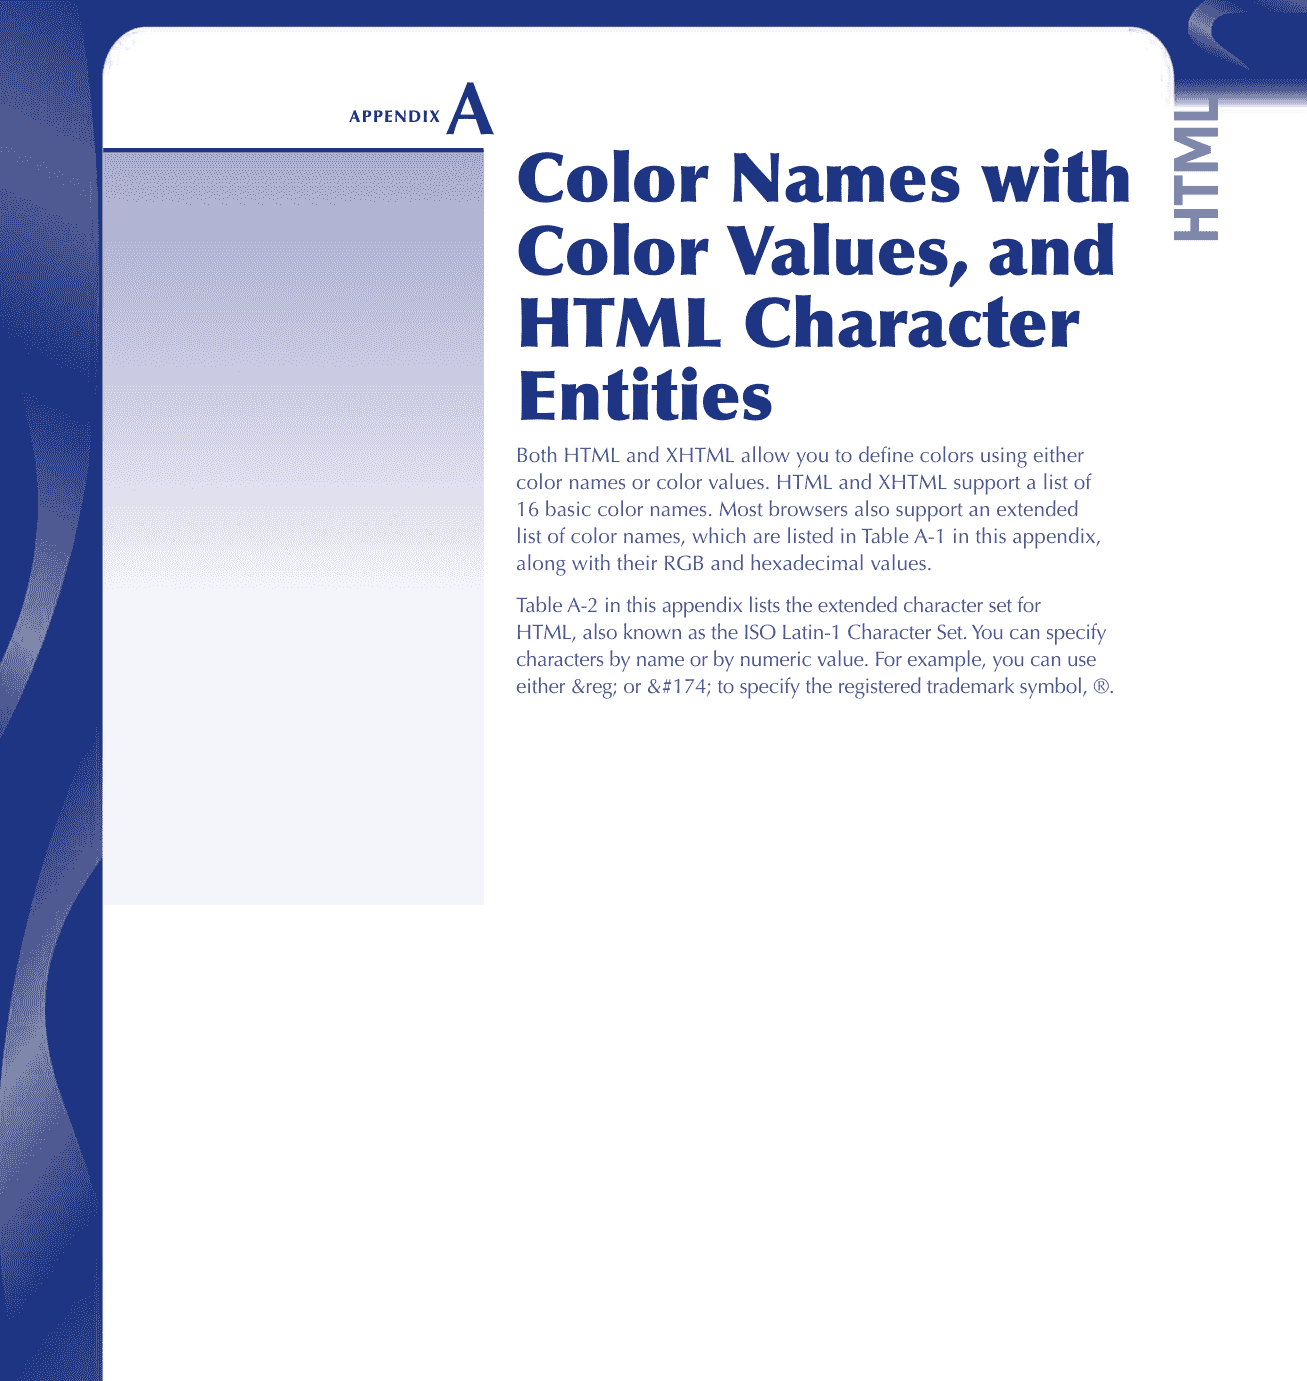 APPENDIX A
HTML
Color Names with
Color Values, and
HTML Character
Entities
Both HTML and XHTML allow you to define colors using either
color names or color values. HTML and XHTML support a list of
16 basic color names. Most browsers also support an extended
list of color names, which are listed in Table A-1 in this appendix,
along with their RGB and hexadecimal values.
Table A-2 in this appendix lists the extended character set for
HTML, also known as the ISO Latin-1 Character Set. You can specify
characters by name or by numeric value. For example, you can use
either &reg; or &#174; to specify the registered trademark symbol, ®.